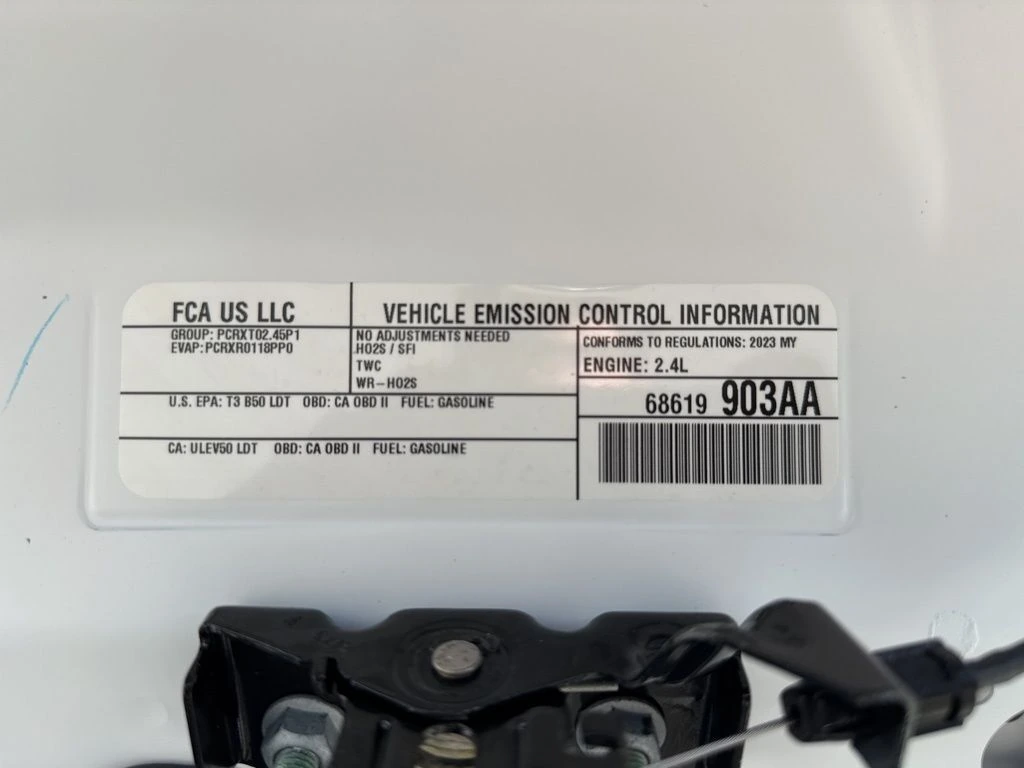 FCA US LLC
VEHICLE EMISSION CONTROL INFORMATION
GROUP: PCRXT02.45P1
EVAP:PCRXR0118PP0
NO ADJUSTMENTS NEEDED
HO2S / SFI
TWC
WR-HO2S
CONFORMS TO REGULATIONS: 2023 MY
ENGINE: 2.4L
U.S. EPA: T3 B50 LDT OBD: CA OBD II FUEL: GASOLINE
68619 903AA
CA: ULEV50 LDT OBD: CA OBD II FUEL: GASOLINE